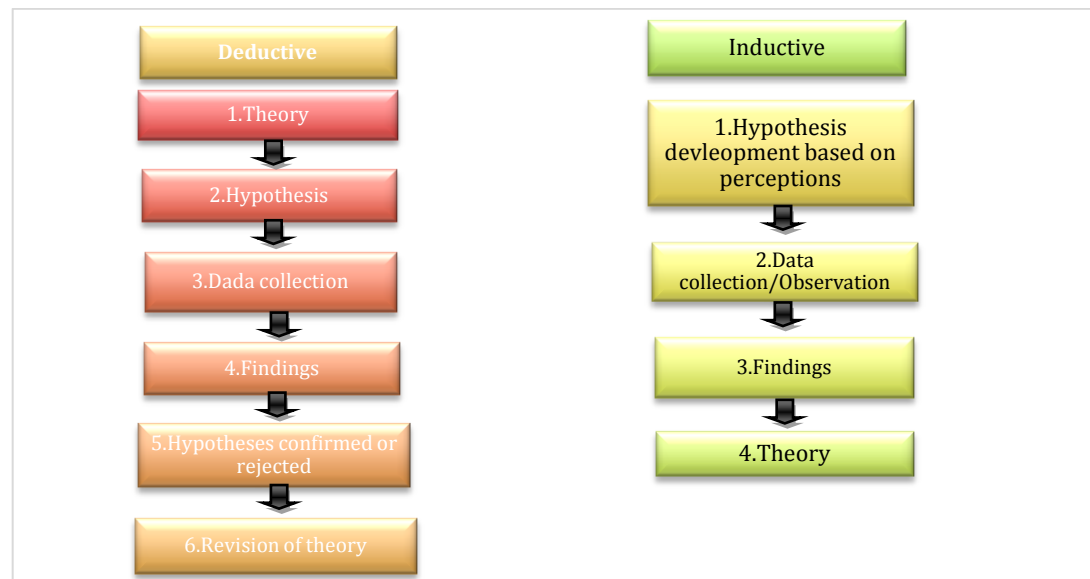 Deductive
1.Theory
2.Hypothesis
3.Dada collection
4.Findings
5.Hypotheses confirmed or
rejected
6.Revision of theory
Inductive
1.Hypothesis
devleopment based on
perceptions
2.Data
collection/Observation
3.Findings
4.Theory